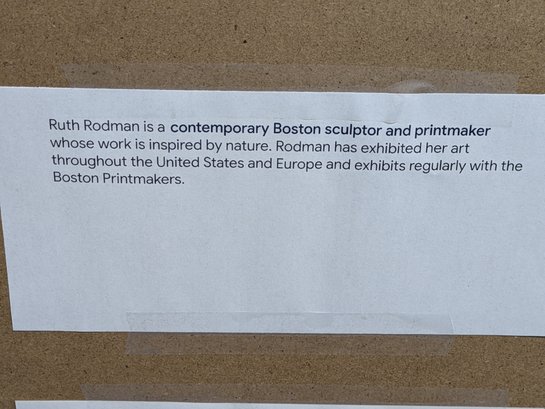 Ruth Rodman is a contemporary Boston sculptor and printmaker
whose work is inspired by nature. Rodman has exhibited her art
throughout the United States and Europe and exhibits regularly with the
Boston Printmakers.